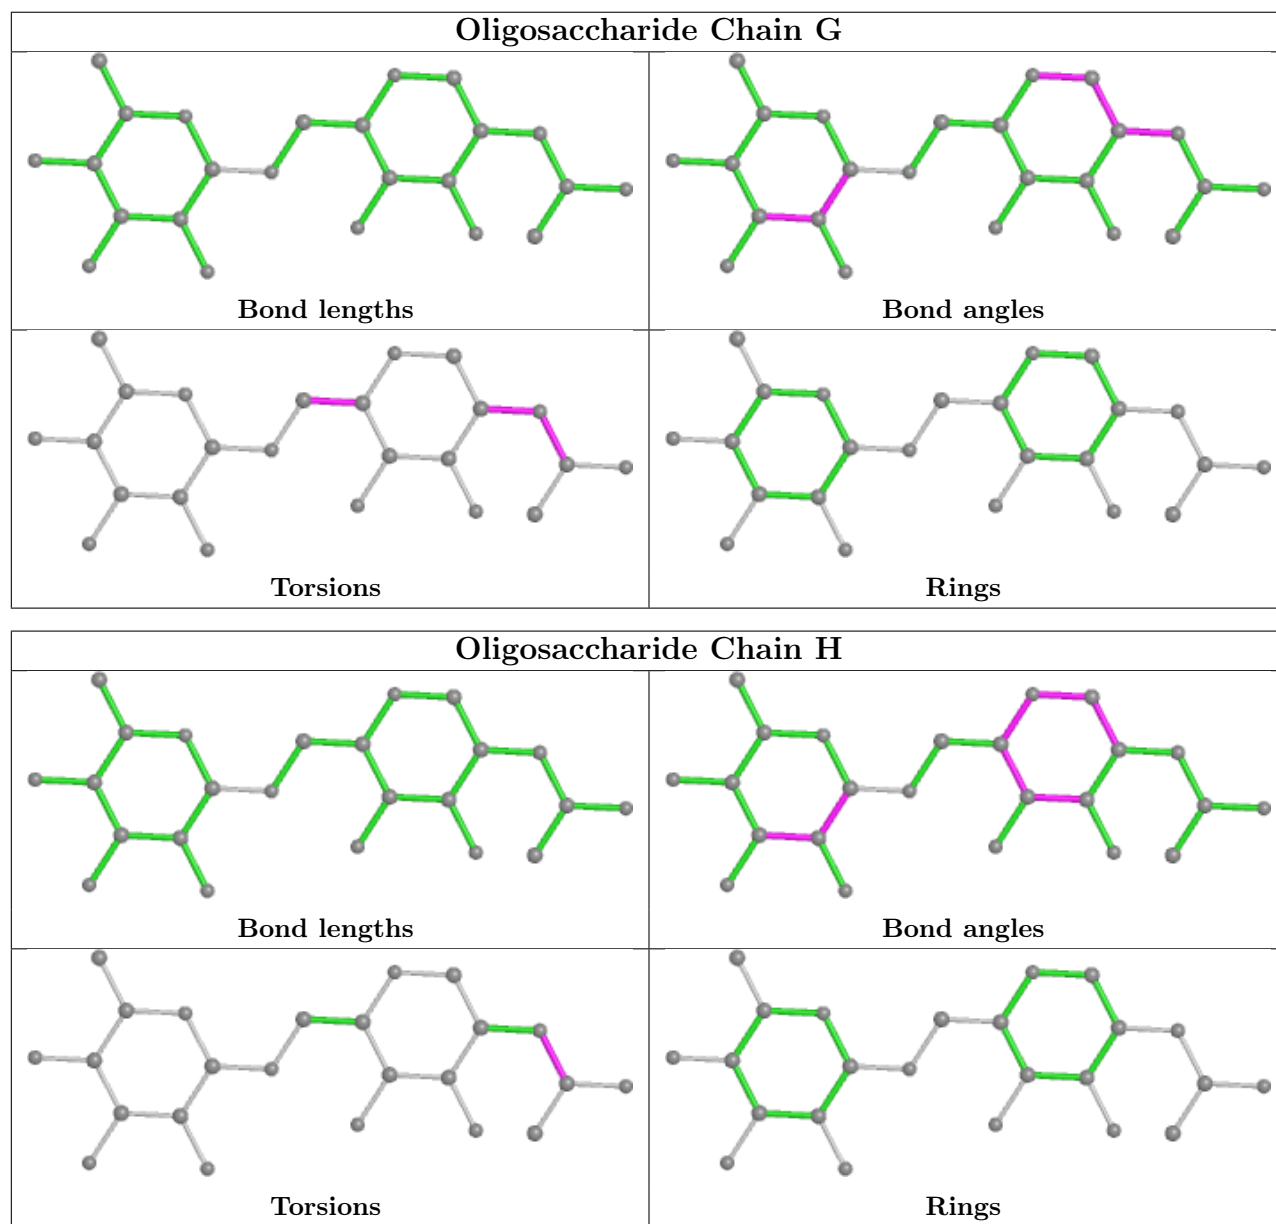 Oligosaccharide Chain G
Bond lengths
Bond angles
Torsions
Rings
Oligosaccharide Chain H
Bond lengths
Bond angles
Torsions
Rings